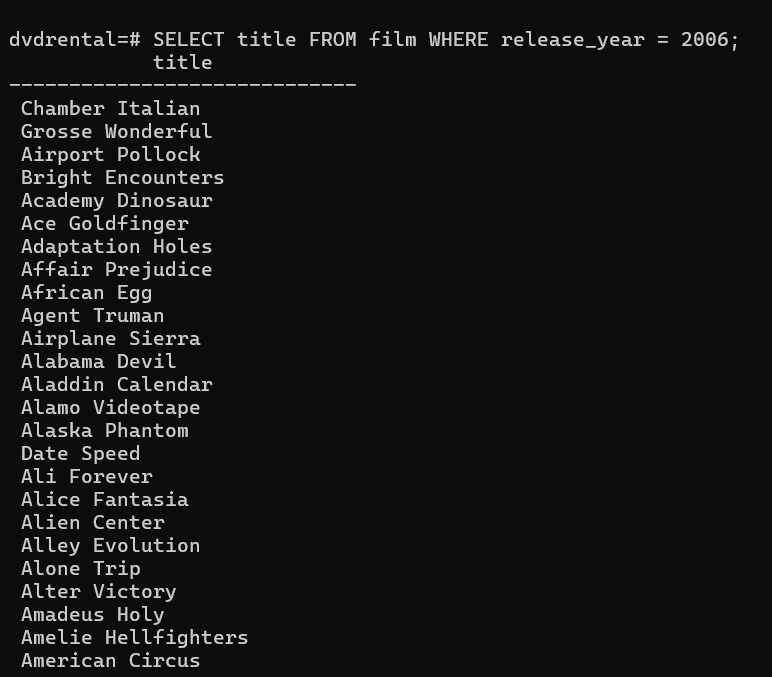 dvdrental=# SELECT title FROM film WHERE release_year = 2006;
title
-----------------------------
Chamber Italian
Grosse Wonderful
Airport Pollock
Bright Encounters
Academy Dinosaur
Ace Goldfinger
Adaptation Holes
Affair Prejudice
African Egg
Agent Truman
Airplane Sierra
Alabama Devil
Aladdin Calendar
Alamo Videotape
Alaska Phantom
Date Speed
Ali Forever
Alice Fantasia
Alien Center
Alley Evolution
Alone Trip
Alter Victory
Amadeus Holy
Amelie Hellfighters
American Circus